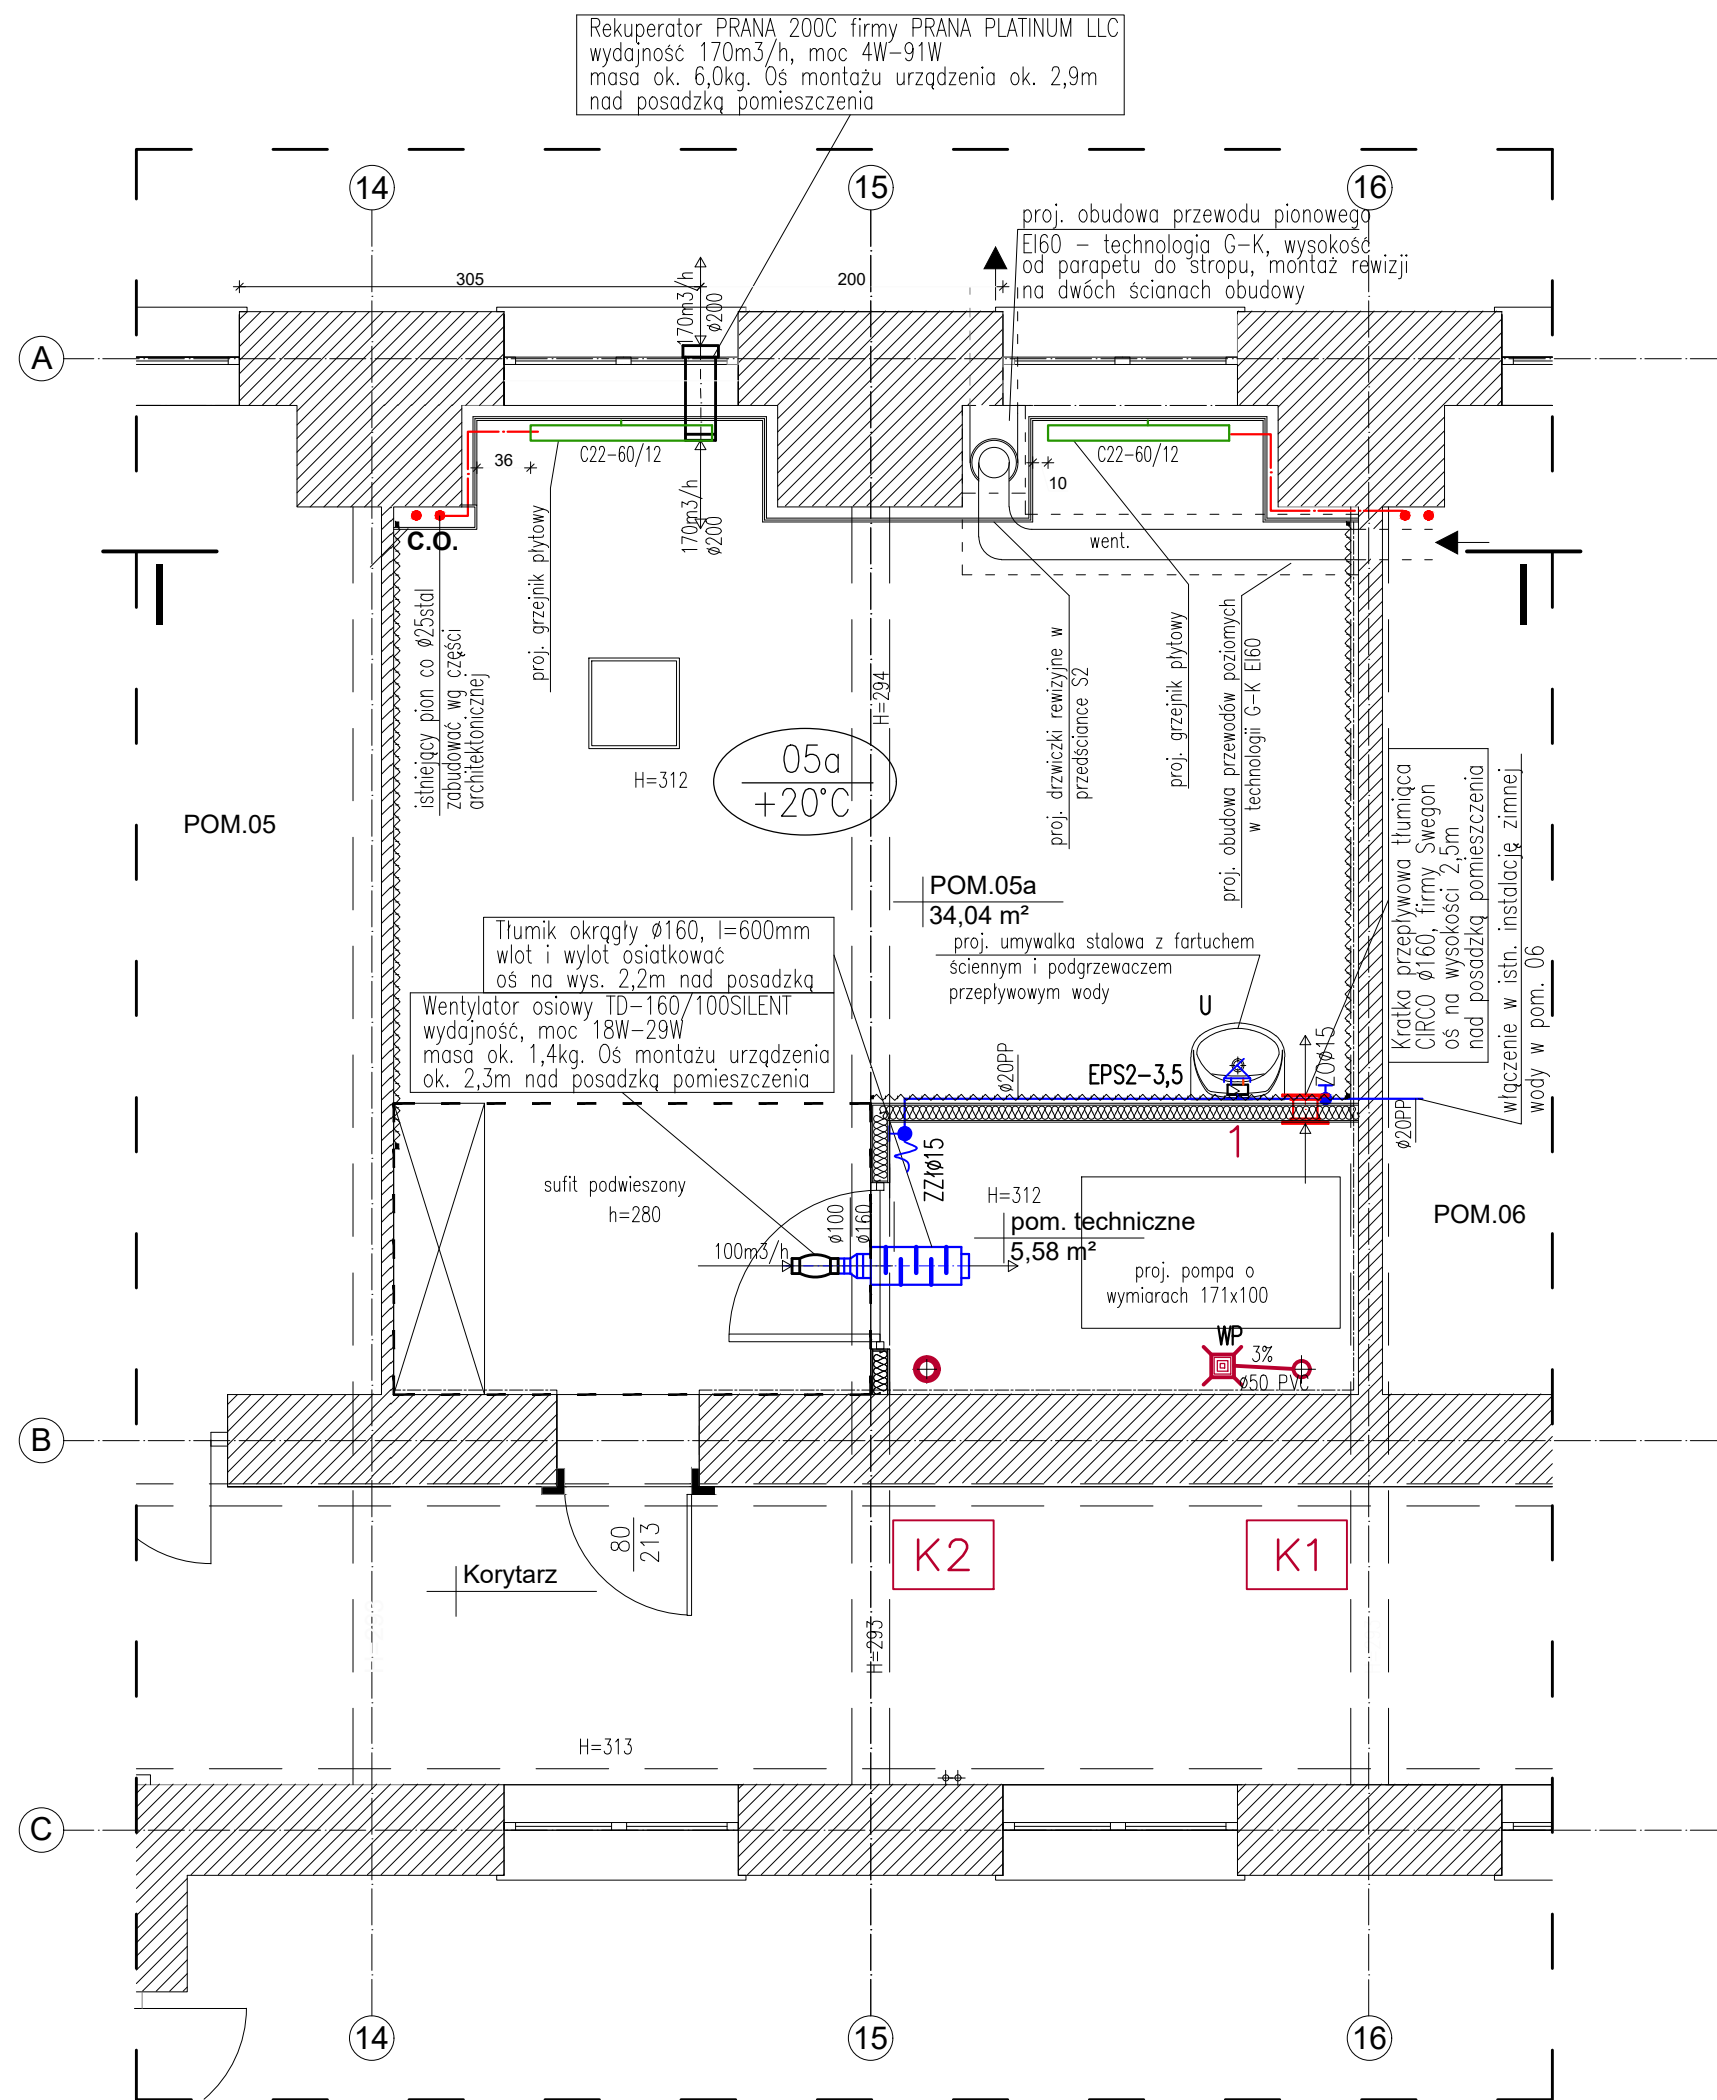 Rekuperator PRANA 200C firmy PRANA PLATINUM LLC
wydajność 170m3/h, moc 4W-91W
masa ok. 6,0kg. Oś montażu urządzenia ok. 2,9m
nad posadzką pomieszczenia
14
15
16
proj. obudowa przewodu pionowego
EI60 - technologia G-K, wysokość
od parapetu do stropu, montaż rewizji
na dwóch ścianach obudowy
305
200
170m3/h
ø200
A
36
C22-60/12
C22-60/12
10
170m3/h
ø200
C.O.
went.
I
I
istniejący pion co ø25stal
zabudować wg części
architektonicznej
proj. grzejnik płytowy
H=294
proj. drzwiczki rewizyjne w
przedściance S2
proj. grzejnik płytowy
proj. obudowa przewodów poziomych
w technologii G-K EI60
05a
+20°C
H=312
POM.05
Kratka przepływowa tłumiąca
CIRCO ø160, firmy Swegon
oś na wysokości 2,5m
nad posadzką pomieszczenia
włączenie w istn. instalację zimnej
wody w pom. 06
POM.05a
34,04 m²
Tłumik okrągły ø160, l=600mm
wlot i wylot osiatkować
oś na wys. 2,2m nad posadzką
proj. umywalka stalowa z fartuchem
ściennym i podgrzewaczem
przepływowym wody
Wentylator osiowy TD-160/100SILENT
wydajność, moc 18W-29W
masa ok. 1,4kg. Oś montażu urządzenia
ok. 2,3m nad posadzką pomieszczenia
U
ø20PP
EPS2-3,5
ZOø15
ø20PP
1
ZZ1ø15
sufit podwieszony
h=280
H=312
pom. techniczne
5,58 m²
POM.06
ø100
ø160
100m3/h
proj. pompa o
wymiarach 171x100
WP
3%
ø50 PVC
B
80
213
K2
K1
Korytarz
H=293
H=313
C
14
15
16